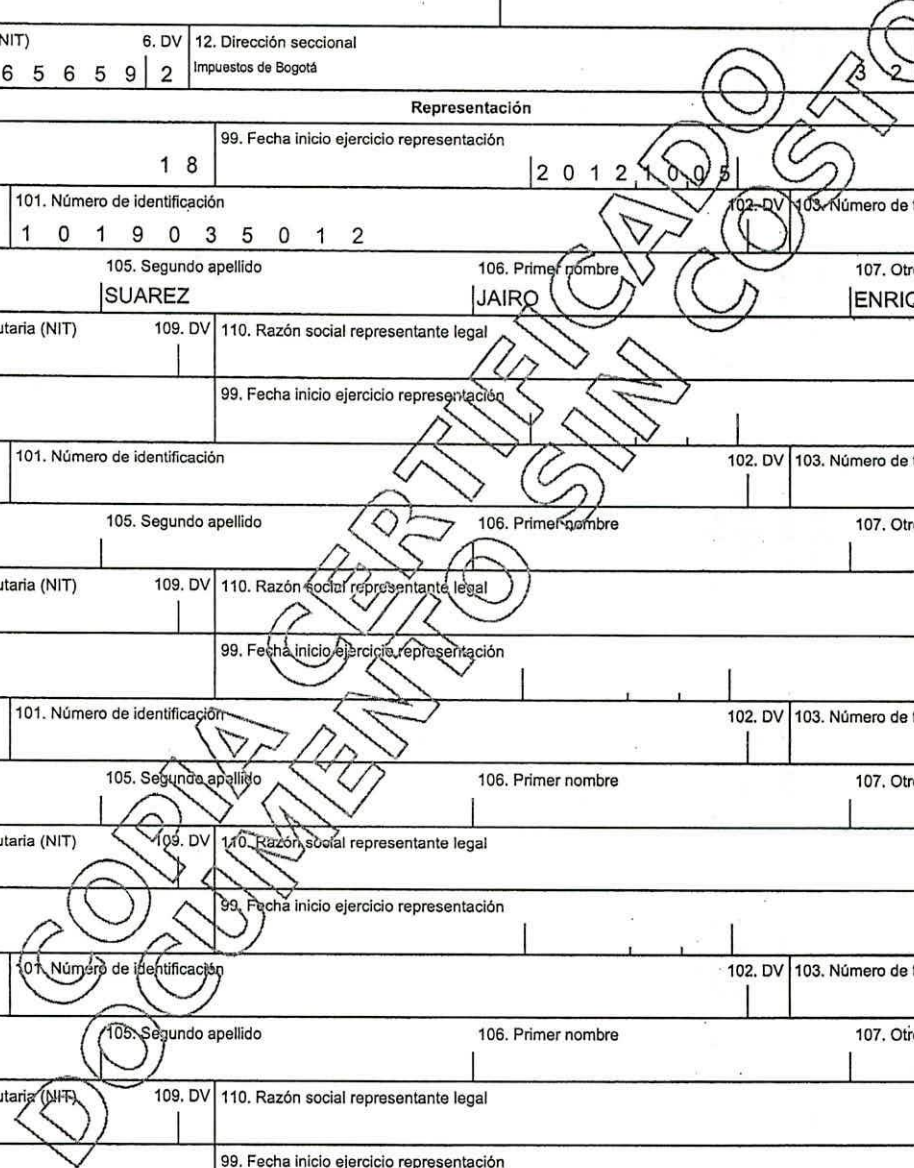 NIT) 6. DV 12. Dirección seccional
6 5 6 5 9 2 Impuestos de Bogotá 3 2
Representación
99. Fecha inicio ejercicio representación
1 8 2 0 1 2 1 0 0 5
101. Número de identificación 102. DV 103. Número de
1 0 1 9 0 3 5 0 1 2
105. Segundo apellido 106. Primer nombre 107. Otr
SUAREZ JAIRO ENRIQ
utaria (NIT) 109. DV 110. Razón social representante legal
99. Fecha inicio ejercicio representación
101. Número de identificación 102. DV 103. Número de
105. Segundo apellido 106. Primer nombre 107. Otr
utaria (NIT) 109. DV 110. Razón social representante legal
99. Fecha inicio ejercicio representación
101. Número de identificación 102. DV 103. Número de
105. Segundo apellido 106. Primer nombre 107. Otr
utaria (NIT) 109. DV 110. Razón social representante legal
99. Fecha inicio ejercicio representación
101. Número de identificación 102. DV 103. Número de
105. Segundo apellido 106. Primer nombre 107. Otr
utaria (NIT) 109. DV 110. Razón social representante legal
99. Fecha inicio ejercicio representación
COPIA CERTIFICADO
DOCUMENTO SIN COSTO